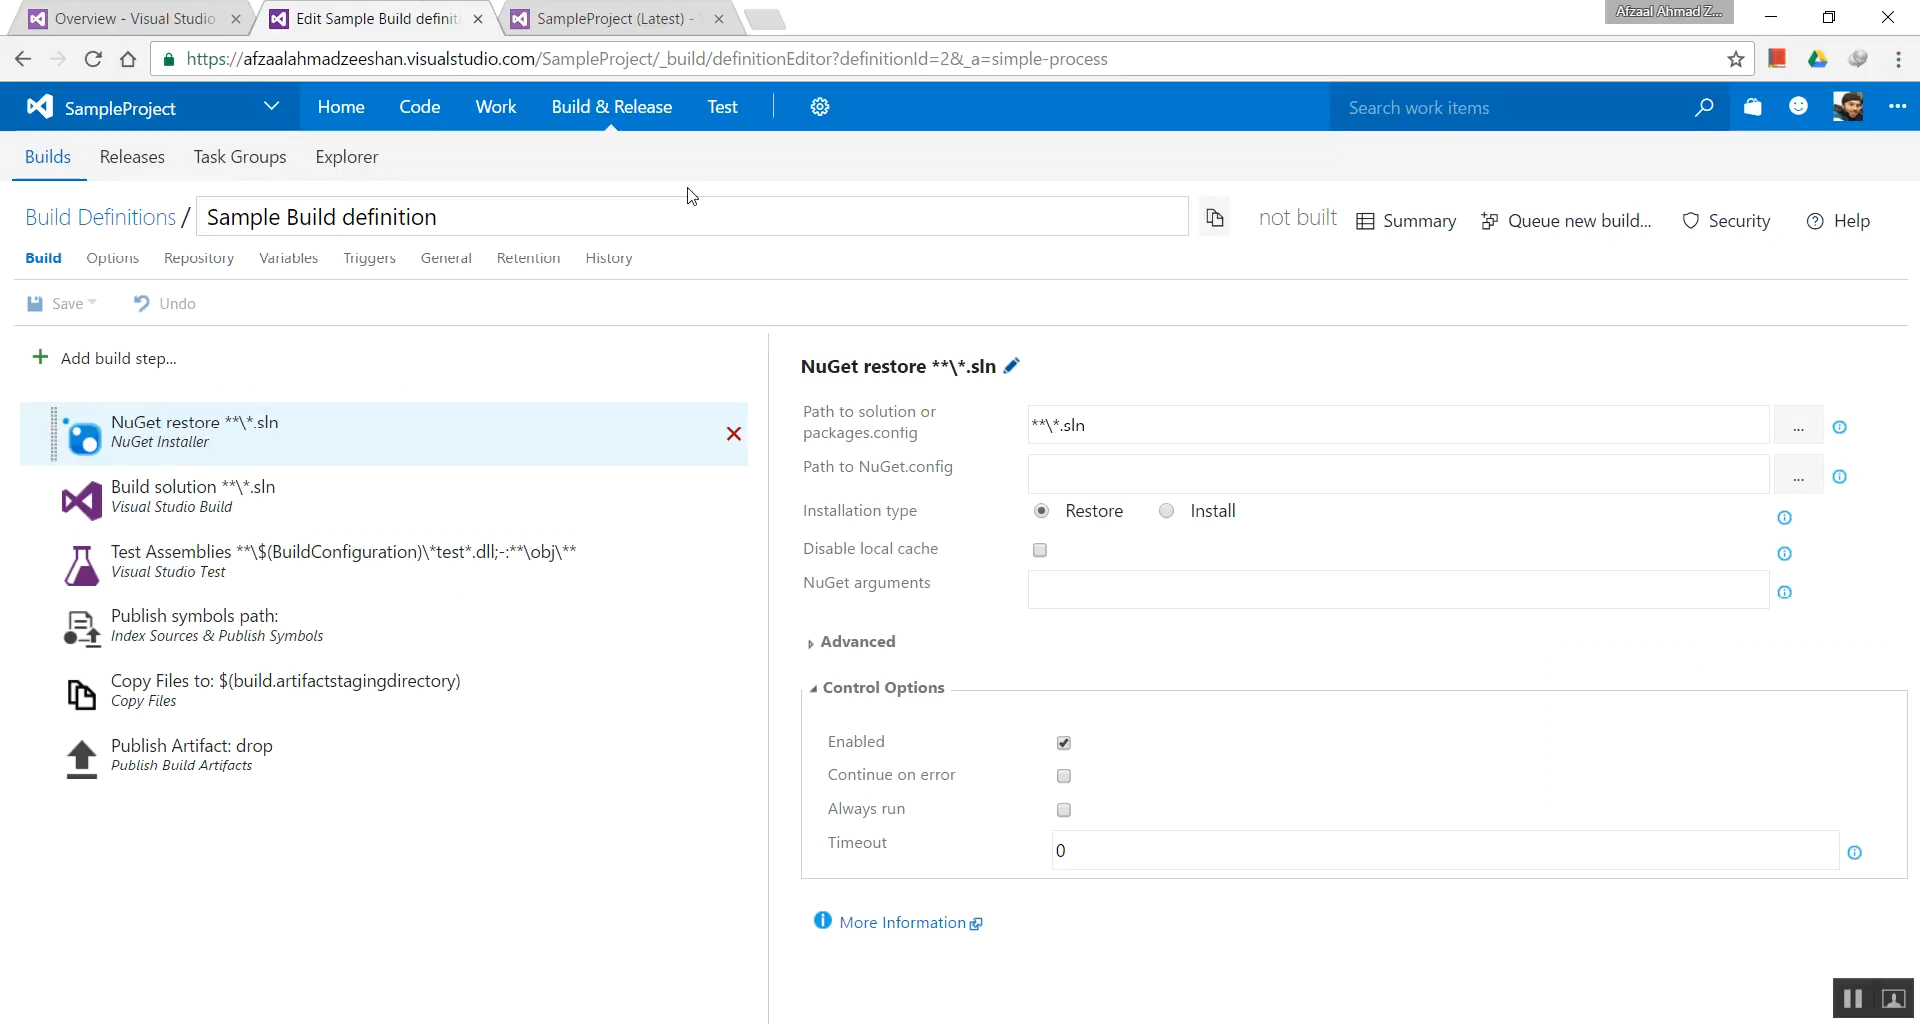 Overview - Visual Studio
Edit Sample Build definit
SampleProject (Latest) -
Afzaal Ahmad Z...
https://afzaalahmadzeeshan.visualstudio.com/SampleProject/_build/definitionEditor?definitionId=2&_a=simple-process
SampleProject
Home
Code
Work
Build & Release
Test
Search work items
Builds
Releases
Task Groups
Explorer
Build Definitions /
Sample Build definition
not built
Summary
Queue new build...
Security
Help
Build
Options
Repository
Variables
Triggers
General
Retention
History
Save
Undo
Add build step...
NuGet restore **\*.sln
NuGet Installer
Build solution **\*.sln
Visual Studio Build
Test Assemblies **\$(BuildConfiguration)\*test*.dll;-:**\obj\**
Visual Studio Test
Publish symbols path:
Index Sources & Publish Symbols
Copy Files to: $(build.artifactstagingdirectory)
Copy Files
Publish Artifact: drop
Publish Build Artifacts
NuGet restore **\*.sln
Path to solution or
packages.config
**\*.sln
...
Path to NuGet.config
...
Installation type
Restore
Install
Disable local cache
NuGet arguments
Advanced
Control Options
Enabled
Continue on error
Always run
Timeout
0
More Information